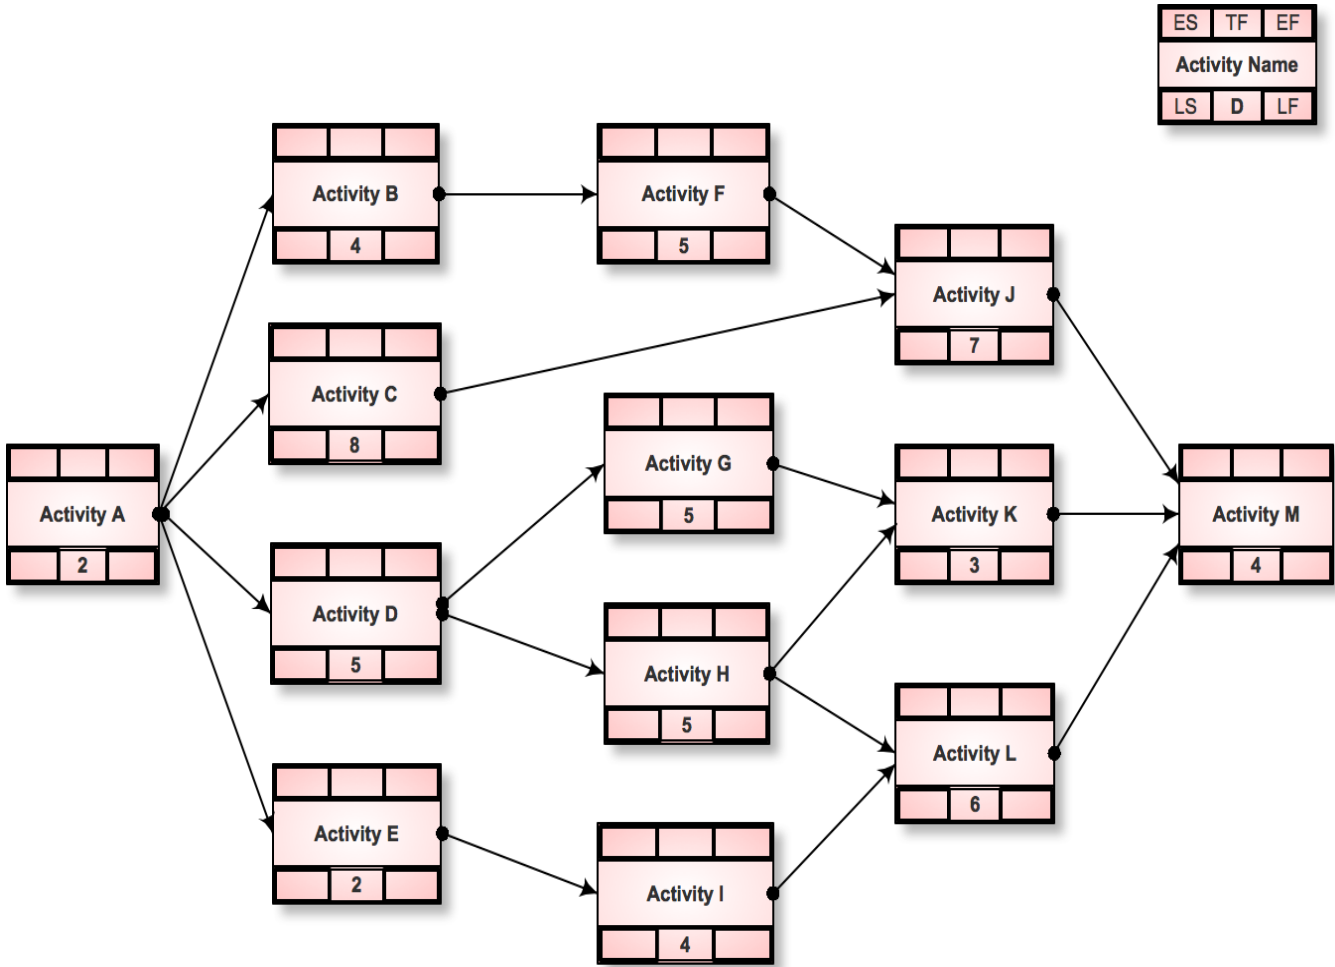 ES TF EF
Activity Name
LS D LF
Activity B
4
Activity F
5
Activity J
7
Activity C
8
Activity G
5
Activity A
2
Activity K
3
Activity M
4
Activity D
5
Activity H
5
Activity L
6
Activity E
2
Activity I
4